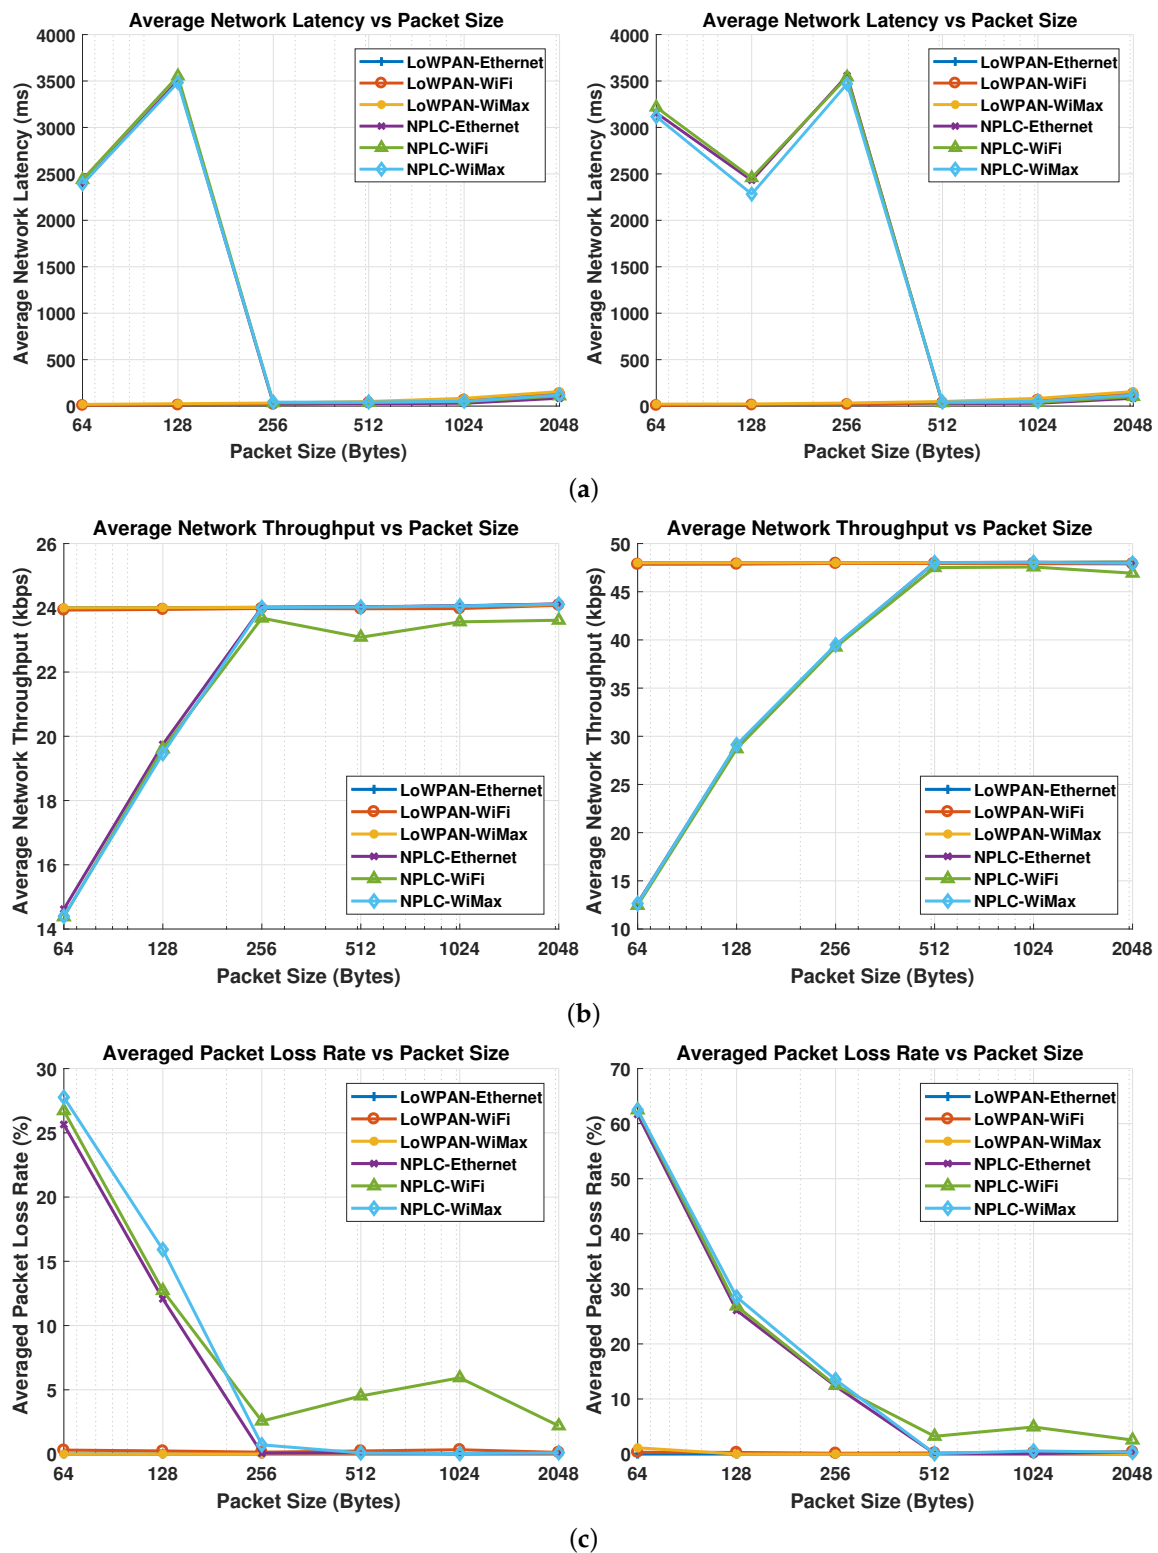 Average Network Latency vs Packet Size
4000
3500
3000
2500
2000
1500
1000
500
0
Average Network Latency (ms)
LoWPAN-Ethernet
LoWPAN-WiFi
LoWPAN-WiMax
NPLC-Ethernet
NPLC-WiFi
NPLC-WiMax
64 128 256 512 1024 2048
Packet Size (Bytes)
Average Network Latency vs Packet Size
4000
3500
3000
2500
2000
1500
1000
500
0
Average Network Latency (ms)
LoWPAN-Ethernet
LoWPAN-WiFi
LoWPAN-WiMax
NPLC-Ethernet
NPLC-WiFi
NPLC-WiMax
64 128 256 512 1024 2048
Packet Size (Bytes)
(a)
Average Network Throughput vs Packet Size
26
24
22
20
18
16
14
Average Network Throughput (kbps)
LoWPAN-Ethernet
LoWPAN-WiFi
LoWPAN-WiMax
NPLC-Ethernet
NPLC-WiFi
NPLC-WiMax
64 128 256 512 1024 2048
Packet Size (Bytes)
Average Network Throughput vs Packet Size
50
45
40
35
30
25
20
15
10
Average Network Throughput (kbps)
LoWPAN-Ethernet
LoWPAN-WiFi
LoWPAN-WiMax
NPLC-Ethernet
NPLC-WiFi
NPLC-WiMax
64 128 256 512 1024 2048
Packet Size (Bytes)
(b)
Averaged Packet Loss Rate vs Packet Size
30
25
20
15
10
5
0
Averaged Packet Loss Rate (%)
LoWPAN-Ethernet
LoWPAN-WiFi
LoWPAN-WiMax
NPLC-Ethernet
NPLC-WiFi
NPLC-WiMax
64 128 256 512 1024 2048
Packet Size (Bytes)
Averaged Packet Loss Rate vs Packet Size
70
60
50
40
30
20
10
0
Averaged Packet Loss Rate (%)
LoWPAN-Ethernet
LoWPAN-WiFi
LoWPAN-WiMax
NPLC-Ethernet
NPLC-WiFi
NPLC-WiMax
64 128 256 512 1024 2048
Packet Size (Bytes)
(c)